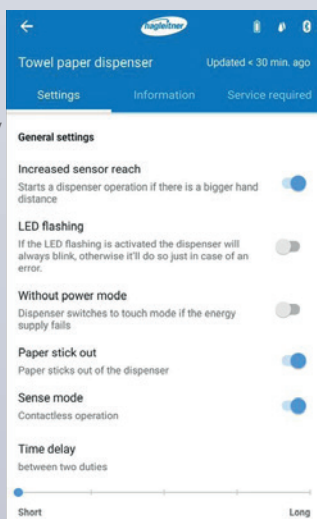 hagleitner
Towel paper dispenser
Updated < 30 min. ago
Settings
Information
Service required
General settings
Increased sensor reach
Starts a dispenser operation if there is a bigger hand
distance
LED flashing
If the LED flashing is activated the dispenser will
always blink, otherwise it'll do so just in case of an
error.
Without power mode
Dispenser switches to touch mode if the energy
supply fails
Paper stick out
Paper sticks out of the dispenser
Sense mode
Contactless operation
Time delay
between two duties
Short
Long